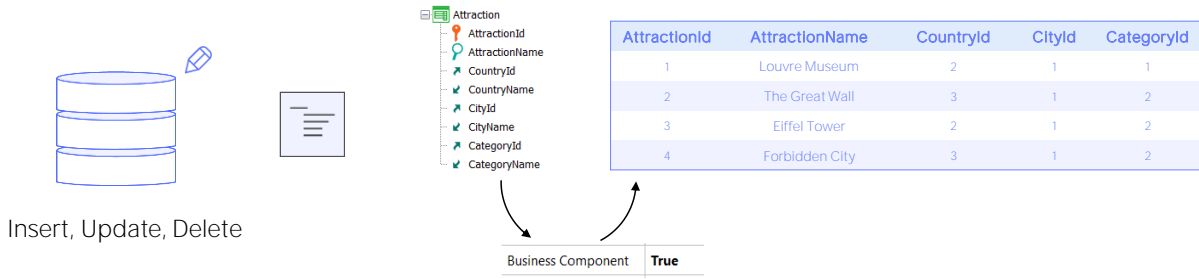 Attraction
AttractionId
AttractionName
CountryId
CountryName
CityId
CityName
CategoryId
CategoryName
AttractionId AttractionName CountryId CityId CategoryId
1 Louvre Museum 2 1 1
2 The Great Wall 3 1 2
3 Eiffel Tower 2 1 2
4 Forbidden City 3 1 2
Insert, Update, Delete
Business Component True